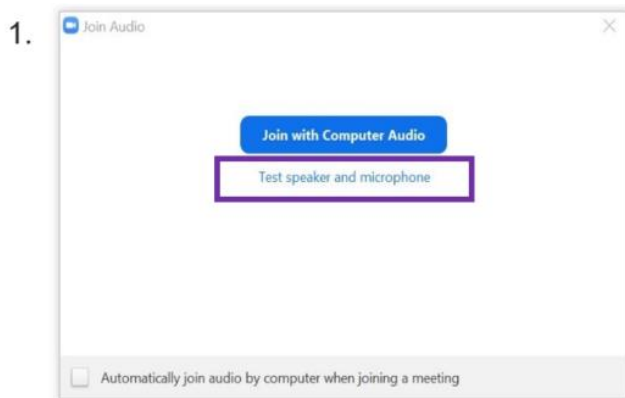 1.
Join Audio
Join with Computer Audio
Test speaker and microphone
Automatically join audio by computer when joining a meeting